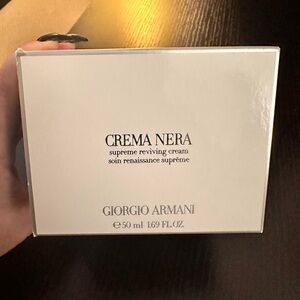 CREMA NERA
supreme reviving cream
soin renaissance suprême
GIORGIO ARMANI
℮50 ml 1.69 FL.OZ